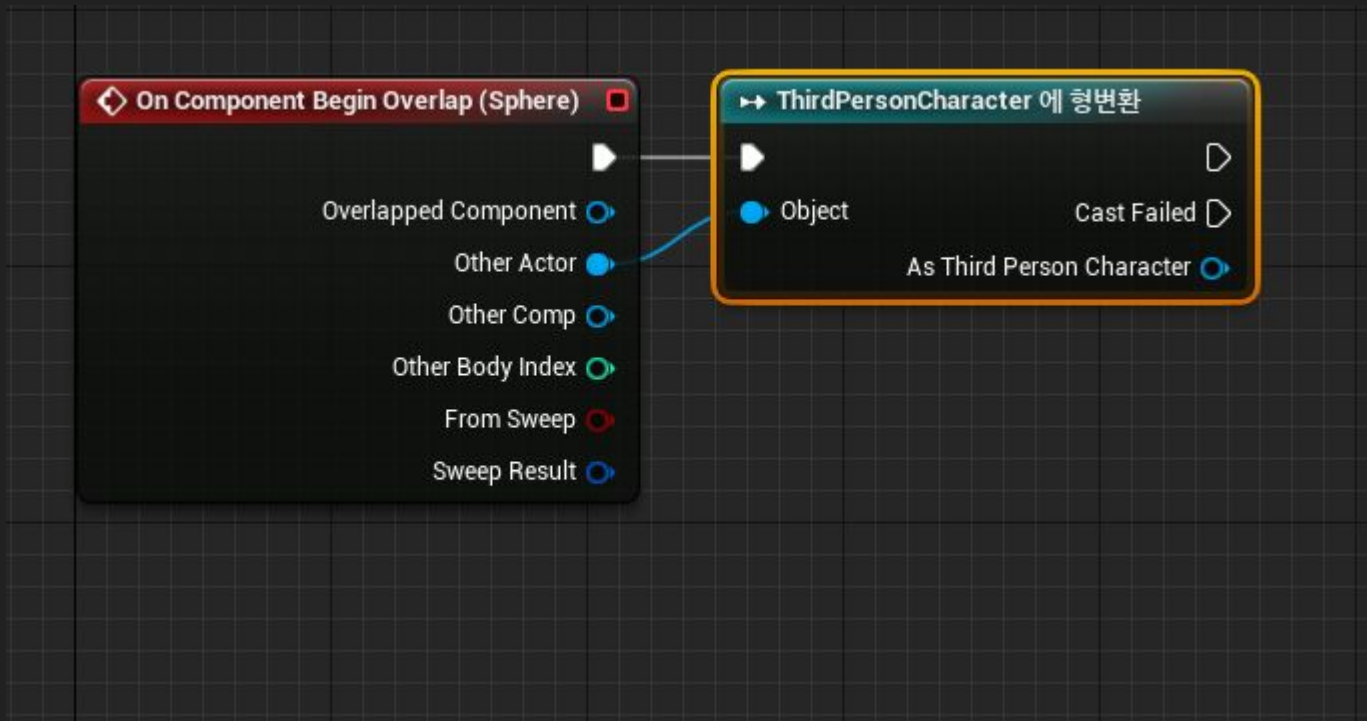 On Component Begin Overlap (Sphere)
Overlapped Component
Other Actor
Other Comp
Other Body Index
From Sweep
Sweep Result
ThirdPersonCharacter 에 형변환
Object
Cast Failed
As Third Person Character